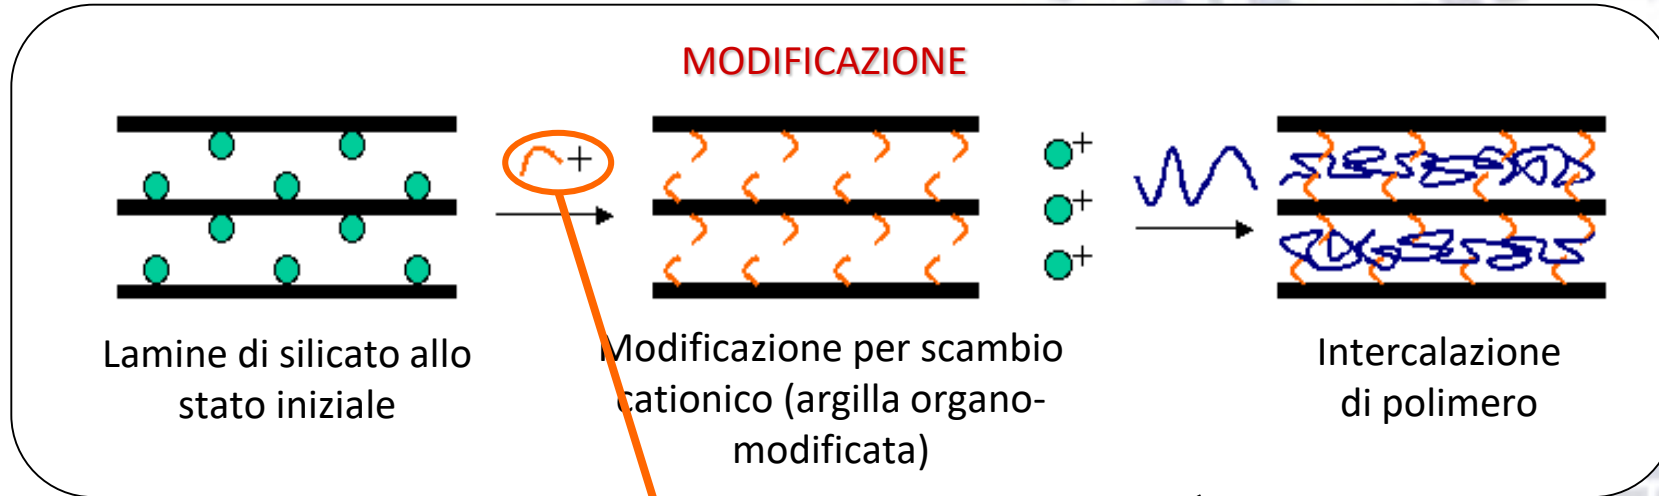 MODIFICAZIONE
+
+
+
+
Lamine di silicato allo
stato iniziale
Modificazione per scambio
cationico (argilla organo-
modificata)
Intercalazione
di polimero